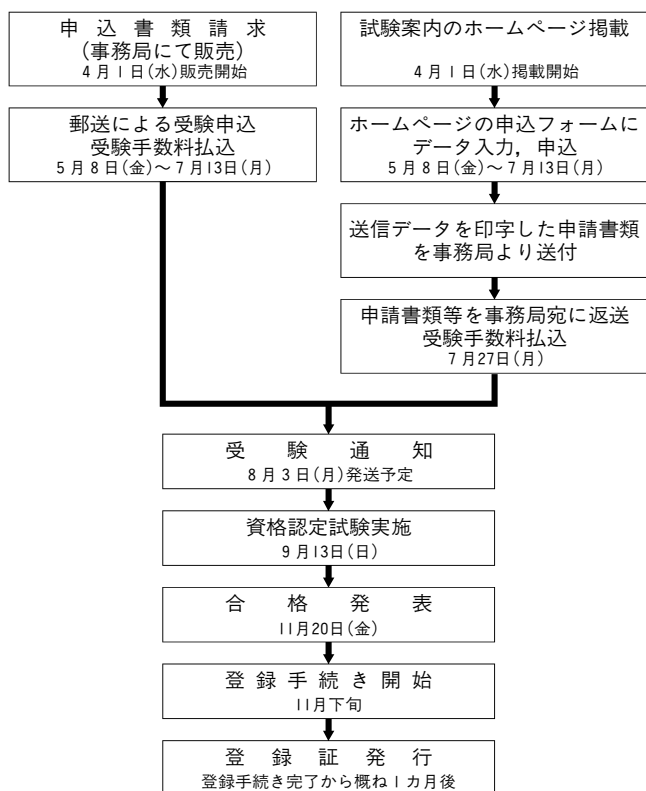 申込書類請求
(事務局にて販売)
4月1日(水)販売開始
郵送による受験申込
受験手数料払込
5月8日(金)～7月13日(月)
試験案内のホームページ掲載
4月1日(水)掲載開始
ホームページの申込フォームに
データ入力，申込
5月8日(金)～7月13日(月)
送信データを印字した申請書類
を事務局より送付
申請書類等を事務局宛に返送
受験手数料払込
7月27日(月)
受験通知
8月3日(月)発送予定
資格認定試験実施
9月13日(日)
合格発表
11月20日(金)
登録手続き開始
11月下旬
登録証発行
登録手続き完了から概ね1カ月後